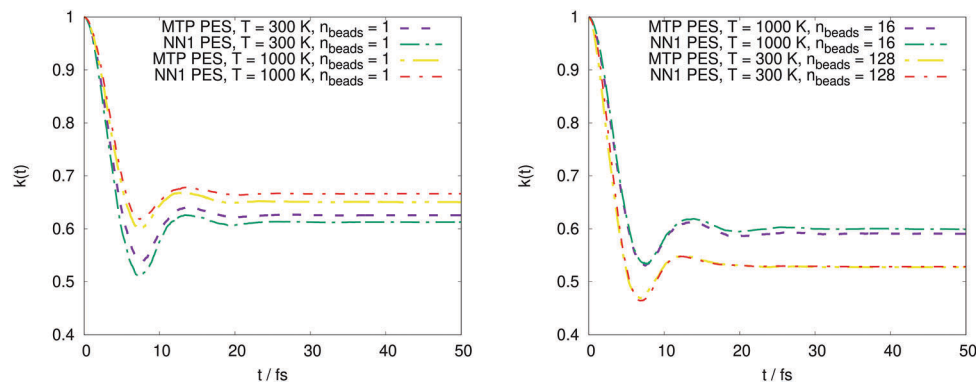 MTP PES, T = 300 K, n_beads = 1
NN1 PES, T = 300 K, n_beads = 1
MTP PES, T = 1000 K, n_beads = 1
NN1 PES, T = 1000 K, n_beads = 1
1
0.9
0.8
0.7
0.6
0.5
0.4
k(t)
0 10 20 30 40 50
t / fs
MTP PES, T = 1000 K, n_beads = 16
NN1 PES, T = 1000 K, n_beads = 16
MTP PES, T = 300 K, n_beads = 128
NN1 PES, T = 300 K, n_beads = 128
1
0.9
0.8
0.7
0.6
0.5
0.4
k(t)
0 10 20 30 40 50
t / fs